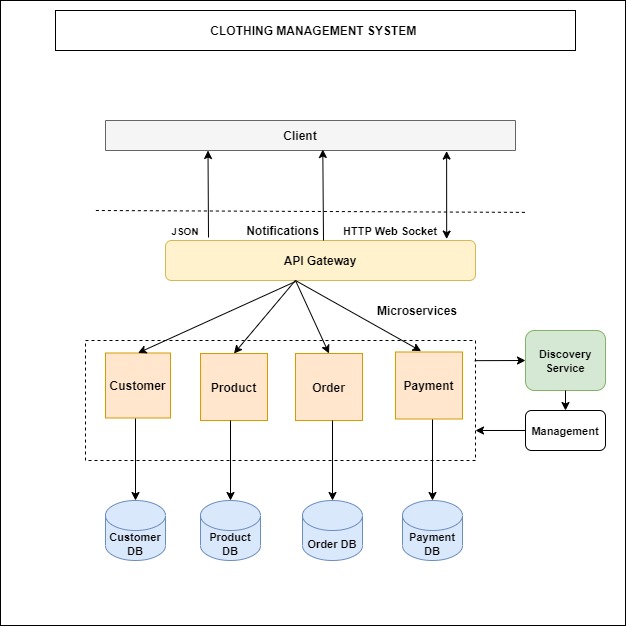 CLOTHING MANAGEMENT SYSTEM
Client
JSON
Notifications
HTTP Web Socket
API Gateway
Microservices
Customer
Product
Order
Payment
Discovery
Service
Management
Customer
DB
Product
DB
Order DB
Payment
DB